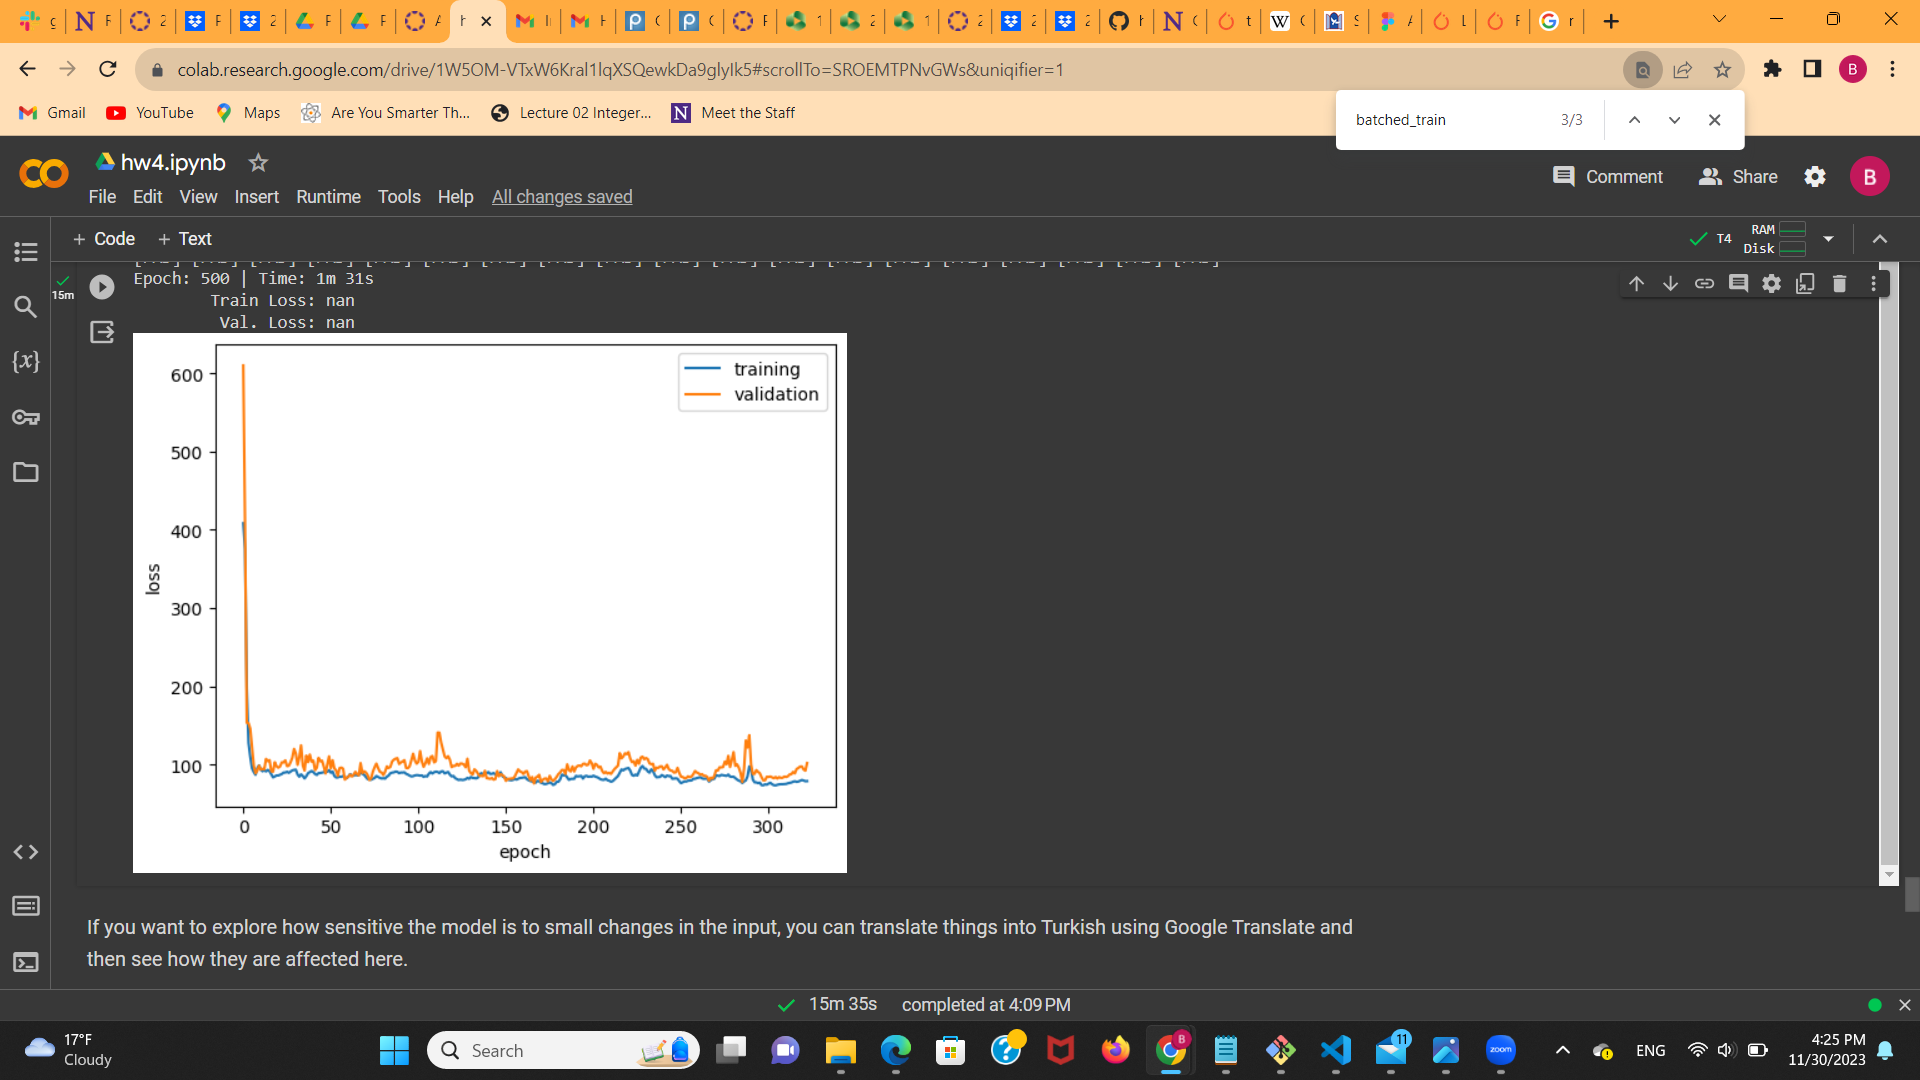 colab.research.google.com/drive/1W5OM-VTxW6Kral1lqXSQewkDa9glyIk5#scrollTo=SROEMTPNvGWs&uniqifier=1
B
Gmail
YouTube
Maps
Are You Smarter Th...
Lecture 02 Integer...
Meet the Staff
batched_train
3/3
hw4.ipynb
File
Edit
View
Insert
Runtime
Tools
Help
All changes saved
Comment
Share
B
+ Code
+ Text
T4
RAM
Disk
15m
Epoch: 500 | Time: 1m 31s
Train Loss: nan
Val. Loss: nan
training
validation
600
500
400
300
200
100
loss
0
50
100
150
200
250
300
epoch
If you want to explore how sensitive the model is to small changes in the input, you can translate things into Turkish using Google Translate and
then see how they are affected here.
15m 35s
completed at 4:09 PM
17°F
Cloudy
Search
B
11
zoom
ENG
4:25 PM
11/30/2023